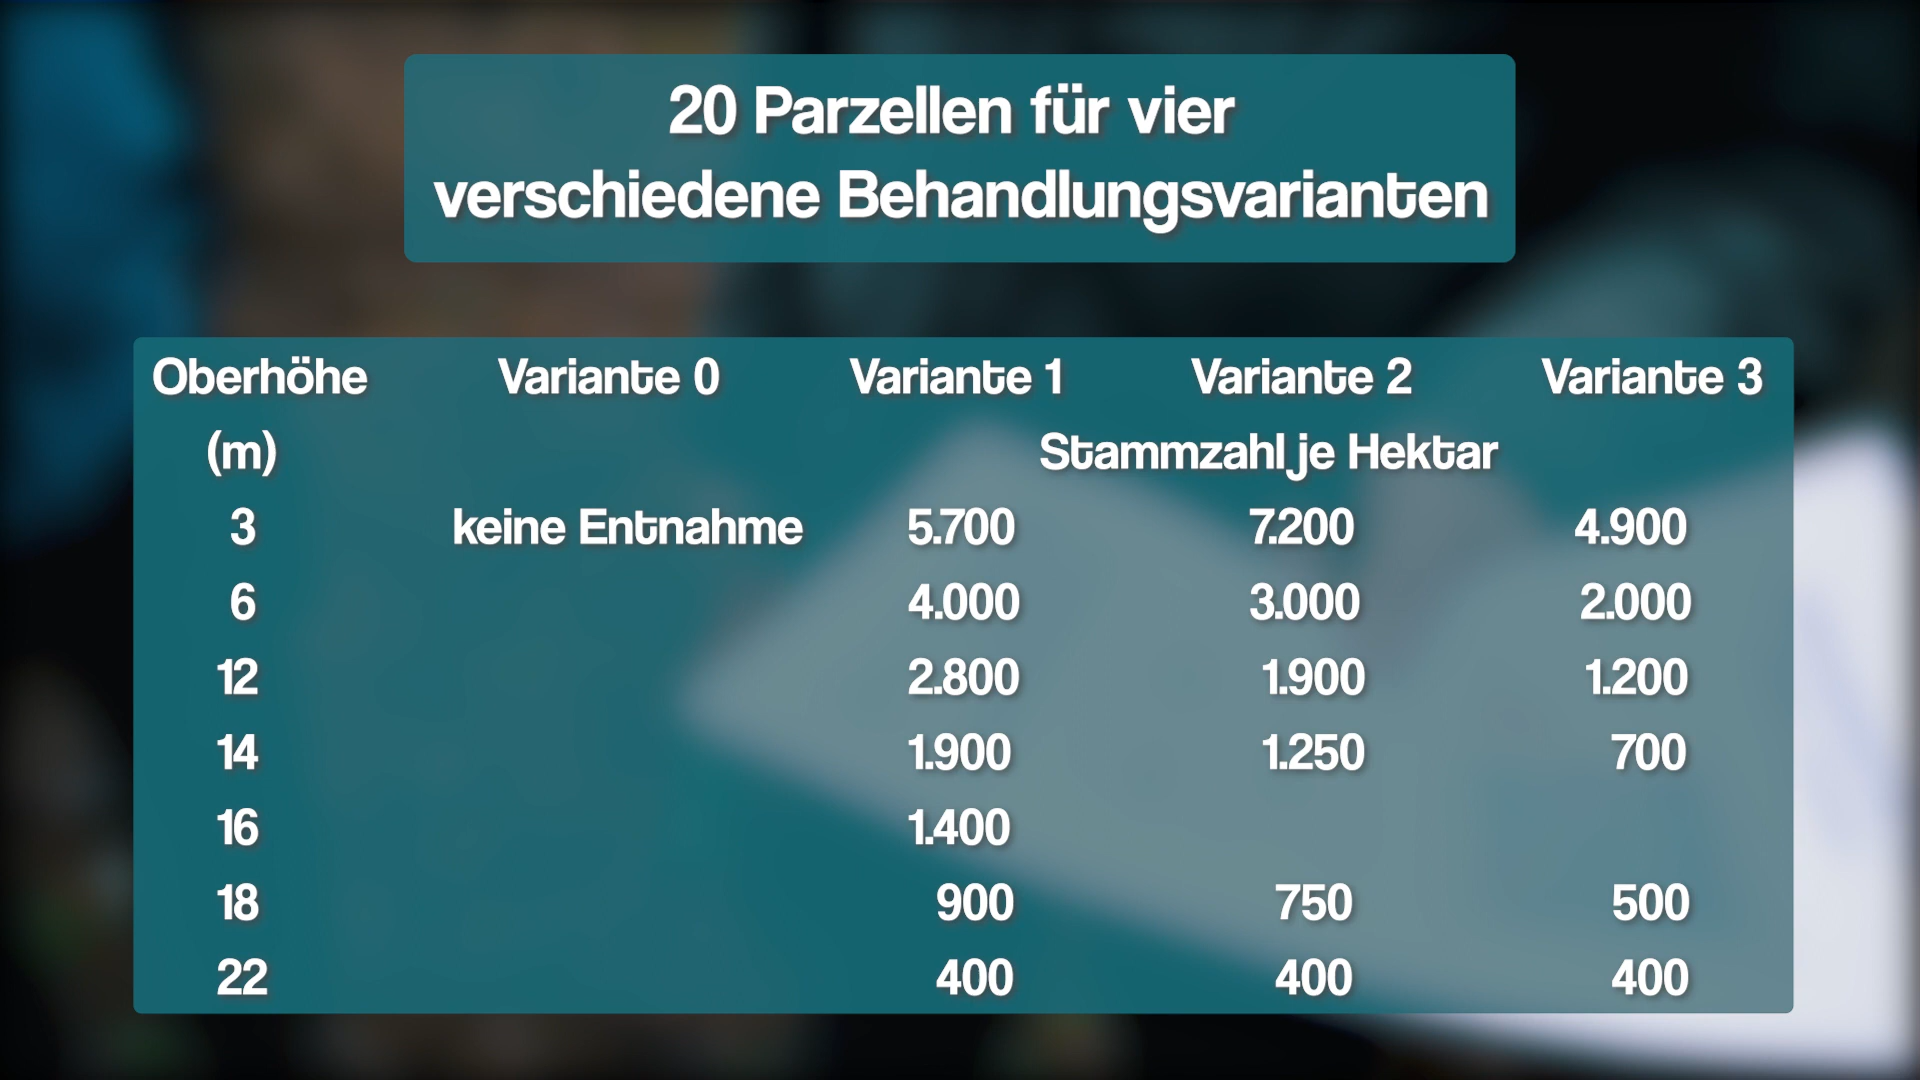 20 Parzellen für vier
verschiedene Behandlungsvarianten
Oberhöhe Variante 0 Variante 1 Variante 2 Variante 3
(m) Stammzahl je Hektar
3 keine Entnahme 5.700 7.200 4.900
6 4.000 3.000 2.000
12 2.800 1.900 1.200
14 1.900 1.250 700
16 1.400
18 900 750 500
22 400 400 400